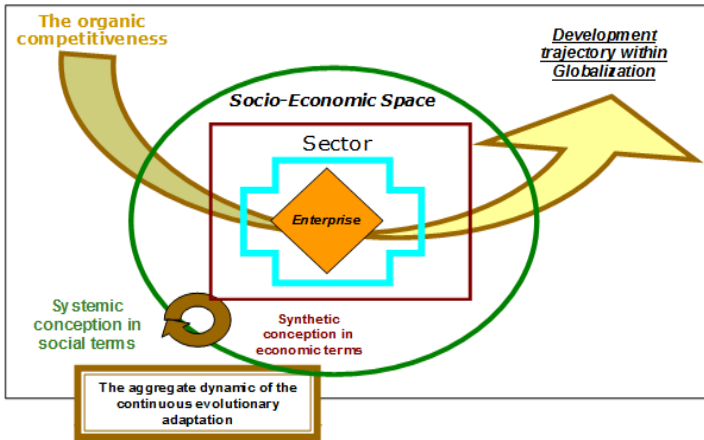 The organic
competitiveness
Development
trajectory within
Globalization
Socio-Economic Space
Sector
Enterprise
Systemic
conception in
social terms
Synthetic
conception in
economic terms
The aggregate dynamic of the
continuous evolutionary
adaptation